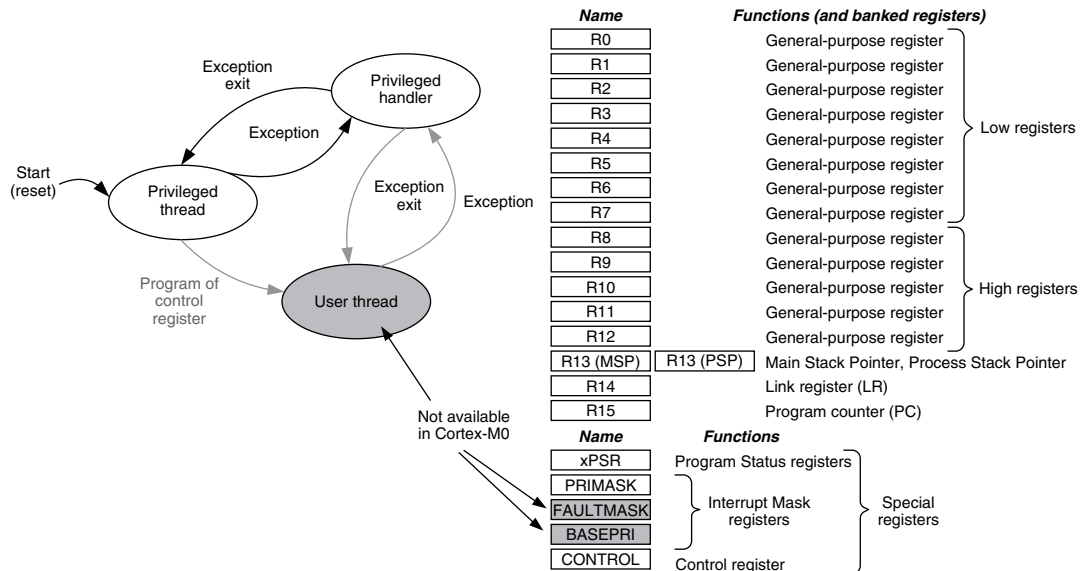 Exception
exit
Privileged
handler
Exception
Start
(reset)
Privileged
thread
Exception
exit
Exception
Program of
control
register
User thread
Not available
in Cortex-M0
Name Functions (and banked registers)
R0 General-purpose register
R1 General-purpose register
R2 General-purpose register
R3 General-purpose register
R4 General-purpose register
R5 General-purpose register
R6 General-purpose register
R7 General-purpose register
Low registers
R8 General-purpose register
R9 General-purpose register
R10 General-purpose register
R11 General-purpose register
R12 General-purpose register
High registers
R13 (MSP) R13 (PSP) Main Stack Pointer, Process Stack Pointer
R14 Link register (LR)
R15 Program counter (PC)
Name Functions
xPSR Program Status registers
PRIMASK
FAULTMASK
BASEPRI
Interrupt Mask
registers
CONTROL Control register
Special
registers